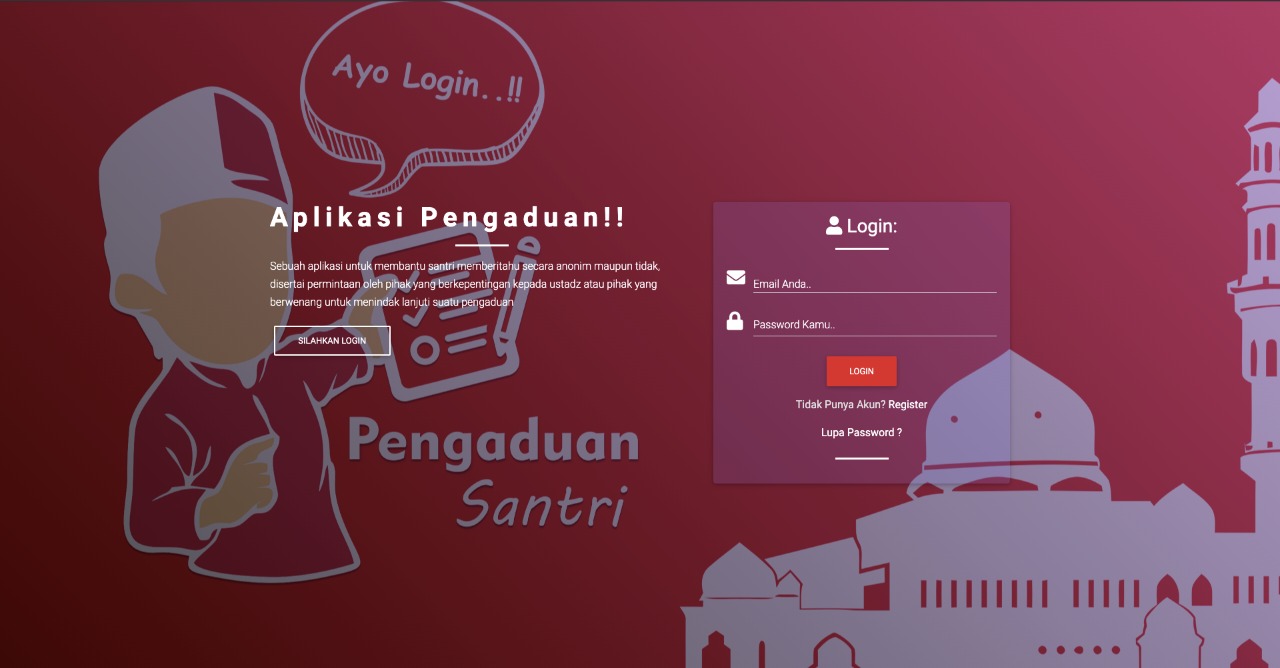 Ayo Login..!!
Aplikasi Pengaduan!!
Sebuah aplikasi untuk membantu santri memberitahu secara anonim maupun tidak,
disertai permintaan oleh pihak yang berkepentingan kepada ustadz atau pihak yang
berwenang untuk menindak lanjuti suatu pengaduan
SILAHKAN LOGIN
Pengaduan
Santri
Login:
Email Anda..
Password Kamu..
LOGIN
Tidak Punya Akun? Register
Lupa Password ?